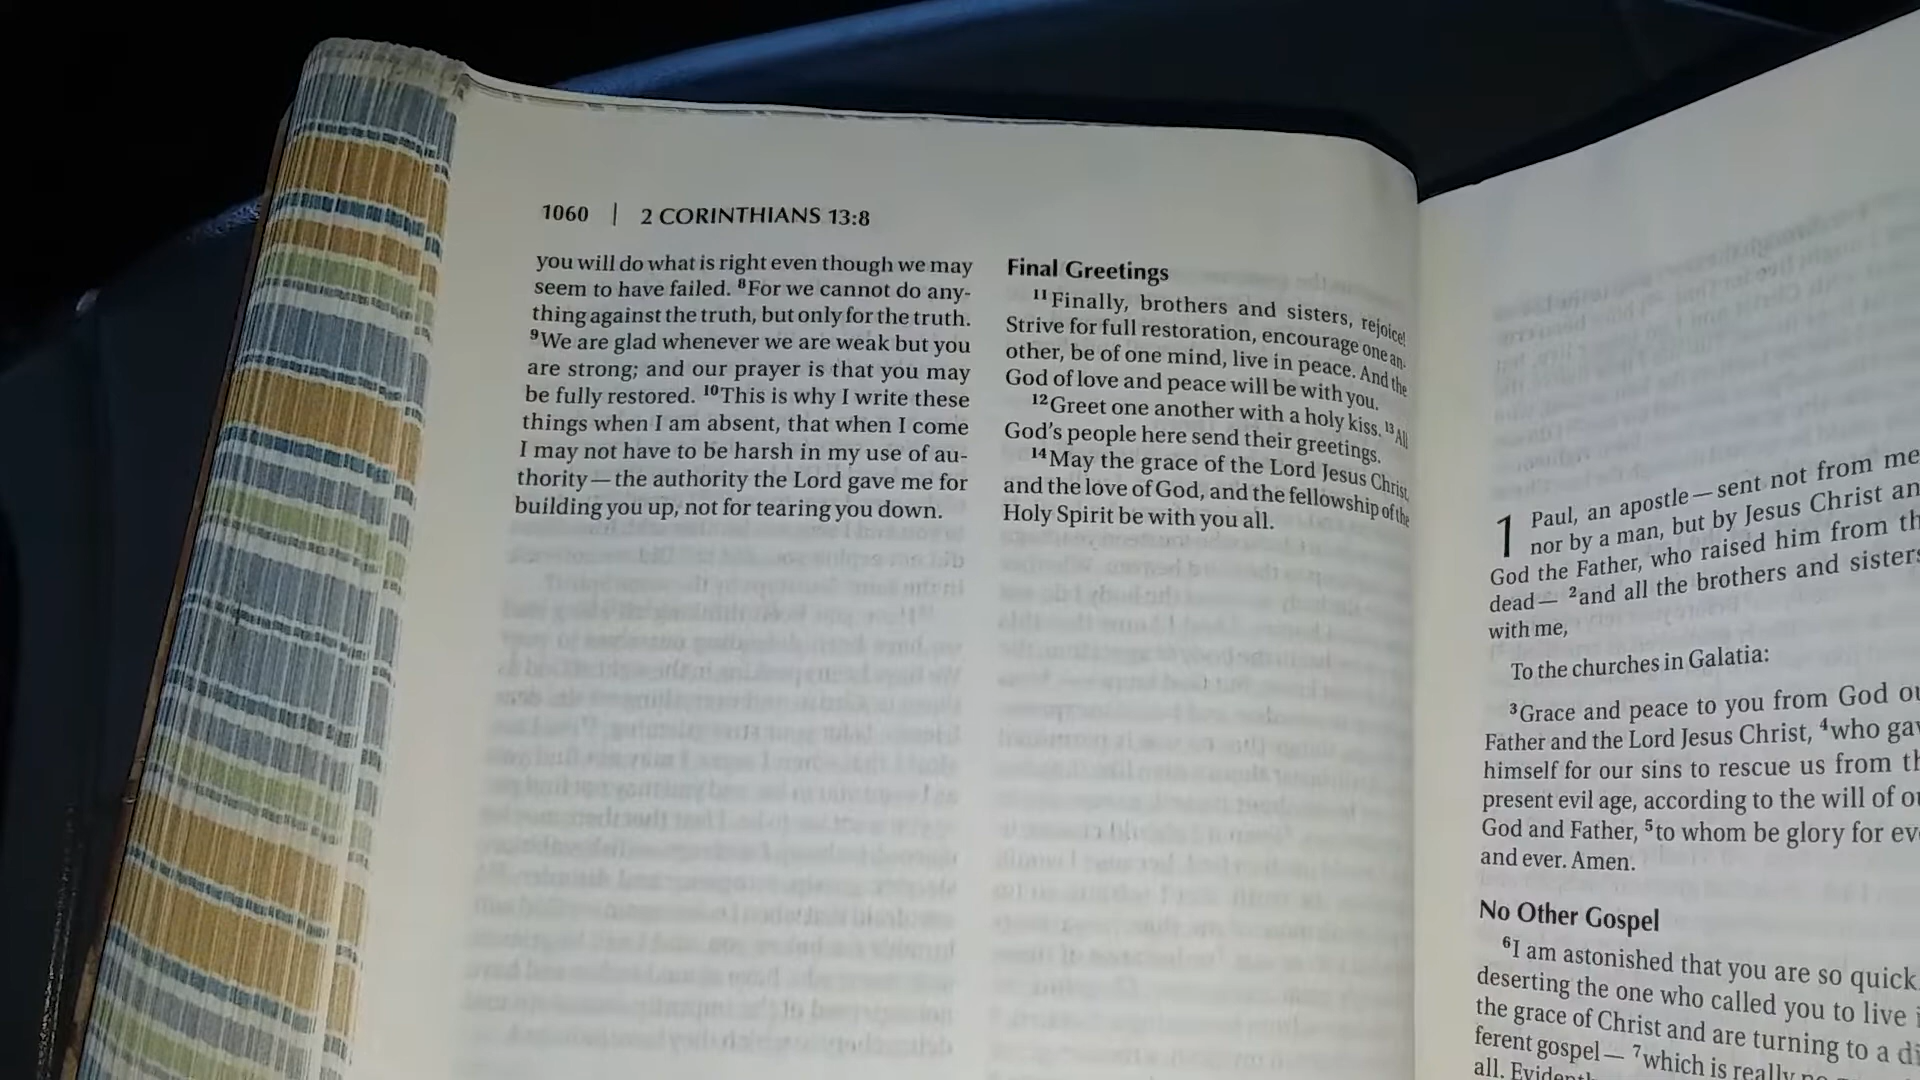 1060 | 2 CORINTHIANS 13:8
you will do what is right even though we may
seem to have failed. ⁸For we cannot do any-
thing against the truth, but only for the truth.
⁹We are glad whenever we are weak but you
are strong; and our prayer is that you may
be fully restored. ¹⁰This is why I write these
things when I am absent, that when I come
I may not have to be harsh in my use of au-
thority — the authority the Lord gave me for
building you up, not for tearing you down.
Final Greetings
¹¹Finally, brothers and sisters, rejoice!
Strive for full restoration, encourage one an-
other, be of one mind, live in peace. And the
God of love and peace will be with you.
¹²Greet one another with a holy kiss. ¹³All
God's people here send their greetings.
¹⁴May the grace of the Lord Jesus Christ,
and the love of God, and the fellowship of the
Holy Spirit be with you all.
1 Paul, an apostle — sent not from me
nor by a man, but by Jesus Christ an
God the Father, who raised him from th
dead — ²and all the brothers and sisters
with me,
To the churches in Galatia:
³Grace and peace to you from God ou
Father and the Lord Jesus Christ, ⁴who gav
himself for our sins to rescue us from th
present evil age, according to the will of ou
God and Father, ⁵to whom be glory for ev
and ever. Amen.
No Other Gospel
⁶I am astonished that you are so quick
deserting the one who called you to live i
the grace of Christ and are turning to a di
ferent gospel — ⁷which is really no
all.